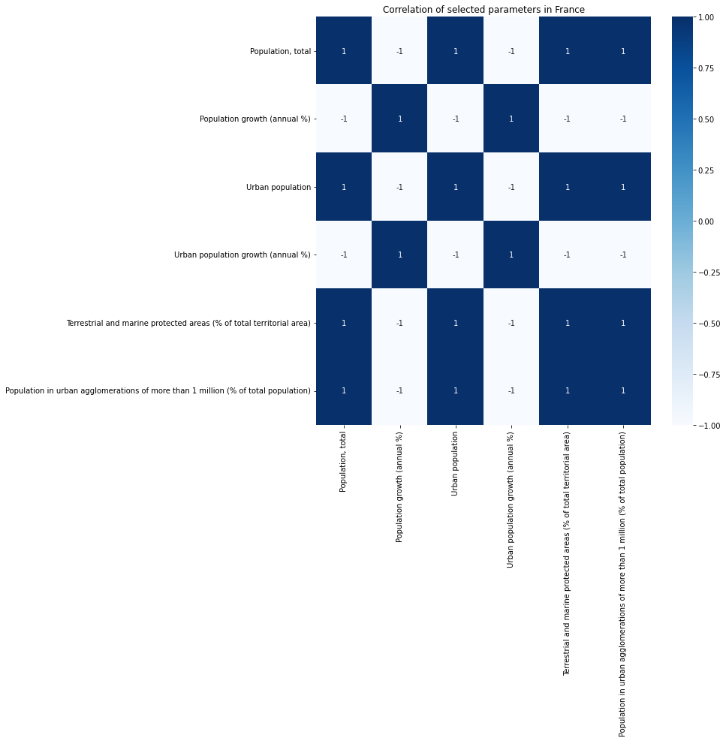 Correlation of selected parameters in France
Population, total 1 -1 1 -1 1 1
Population growth (annual %) -1 1 -1 1 -1 -1
Urban population 1 -1 1 -1 1 1
Urban population growth (annual %) -1 1 -1 1 -1 -1
Terrestrial and marine protected areas (% of total territorial area) 1 -1 1 -1 1 1
Population in urban agglomerations of more than 1 million (% of total population) 1 -1 1 -1 1 1
Population, total
Population growth (annual %)
Urban population
Urban population growth (annual %)
Terrestrial and marine protected areas (% of total territorial area)
Population in urban agglomerations of more than 1 million (% of total population)
1.00
0.75
0.50
0.25
0.00
-0.25
-0.50
-0.75
-1.00